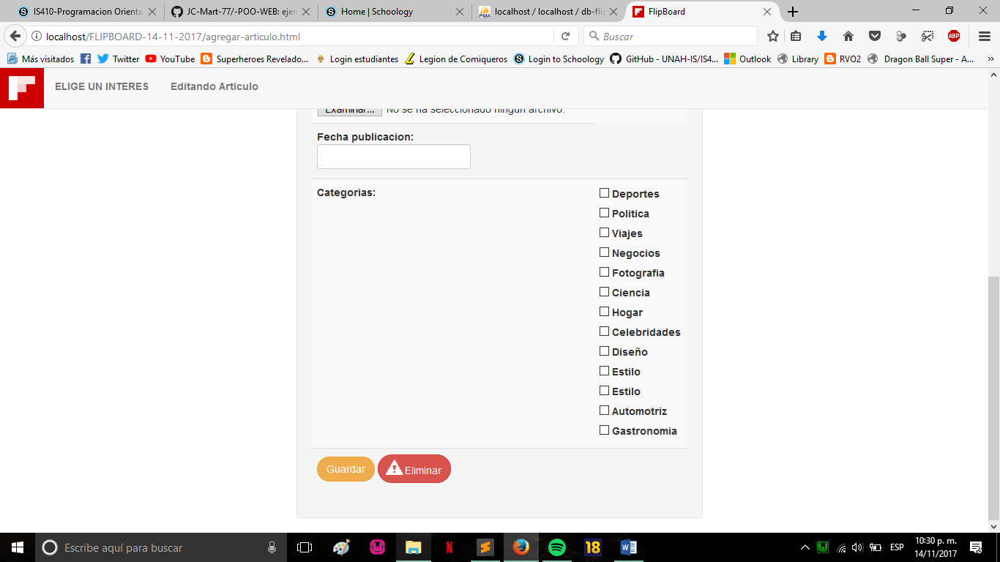 IS410-Programacion Orienta
JC-Mart-77/-POO-WEB: ejer
Home | Schoology
localhost / localhost / db-fli
FlipBoard
localhost/FLIPBOARD-14-11-2017/agregar-articulo.html
Buscar
Más visitados
Twitter
YouTube
Superheroes Revelado...
Login estudiantes
Legion de Comiqueros
Login to Schoology
GitHub - UNAH-IS/IS4...
Outlook
Library
RVO2
Dragon Ball Super - A...
ELIGE UN INTERES
Editando Articulo
Examinar...
No se ha seleccionado ningún archivo.
Fecha publicacion:
Categorias:
Deportes
Politica
Viajes
Negocios
Fotografia
Ciencia
Hogar
Celebridades
Diseño
Estilo
Estilo
Automotriz
Gastronomia
Guardar
Eliminar
Escribe aquí para buscar
ESP
10:30 p. m.
14/11/2017